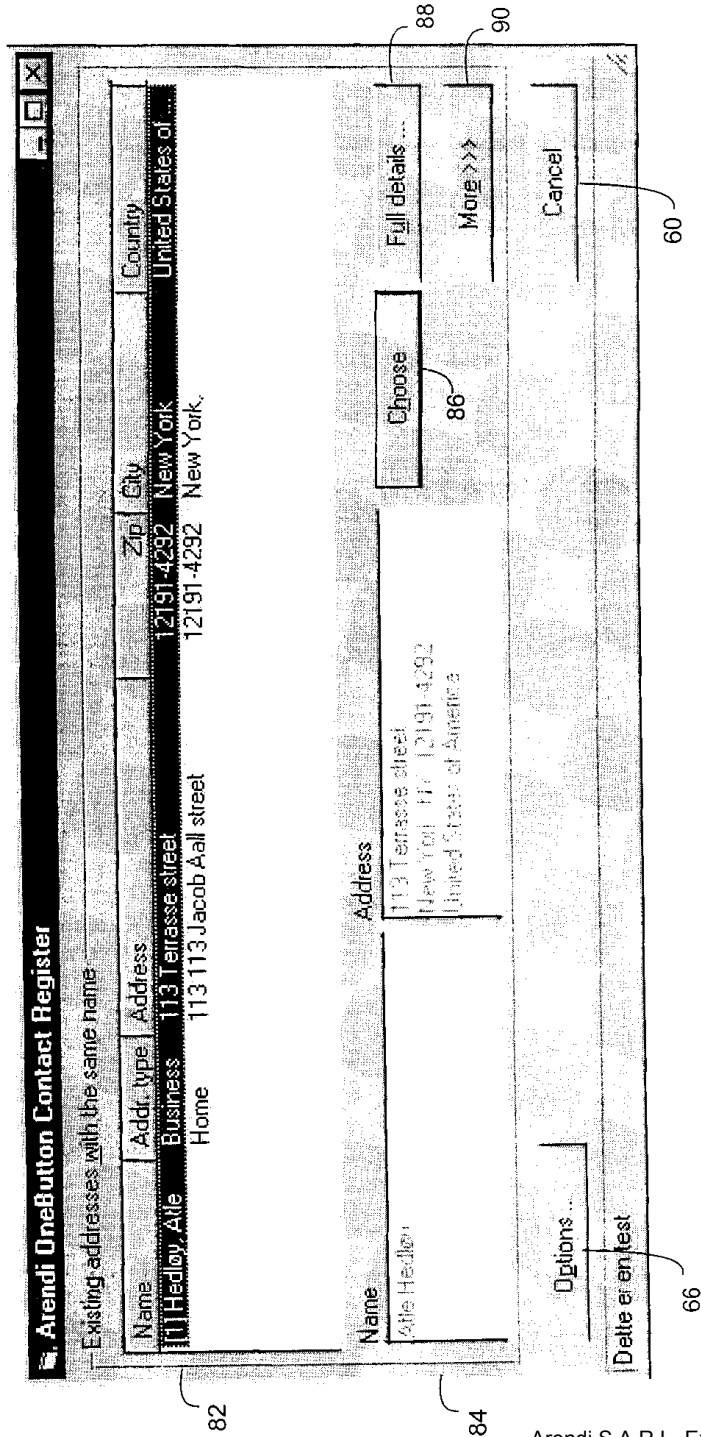 Arendi OneButton Contact Register
Existing addresses with the same name
Name Addr. type Address Zip City Country
[1] Hedløy, Atle Business 113 Terrasse street 12191-4292 New York United States of ...
Home 113 113 Jacob Aall street 12191-4292 New York,
Name
Atle Hedløy
Address
113 Terrasse street
New York NY 12191-4292
United States of America
Choose
Full details ...
More >>>
Options ...
Cancel
Dette er en test
82
84
86
88
90
60
66
Arendi S.A.R.L.